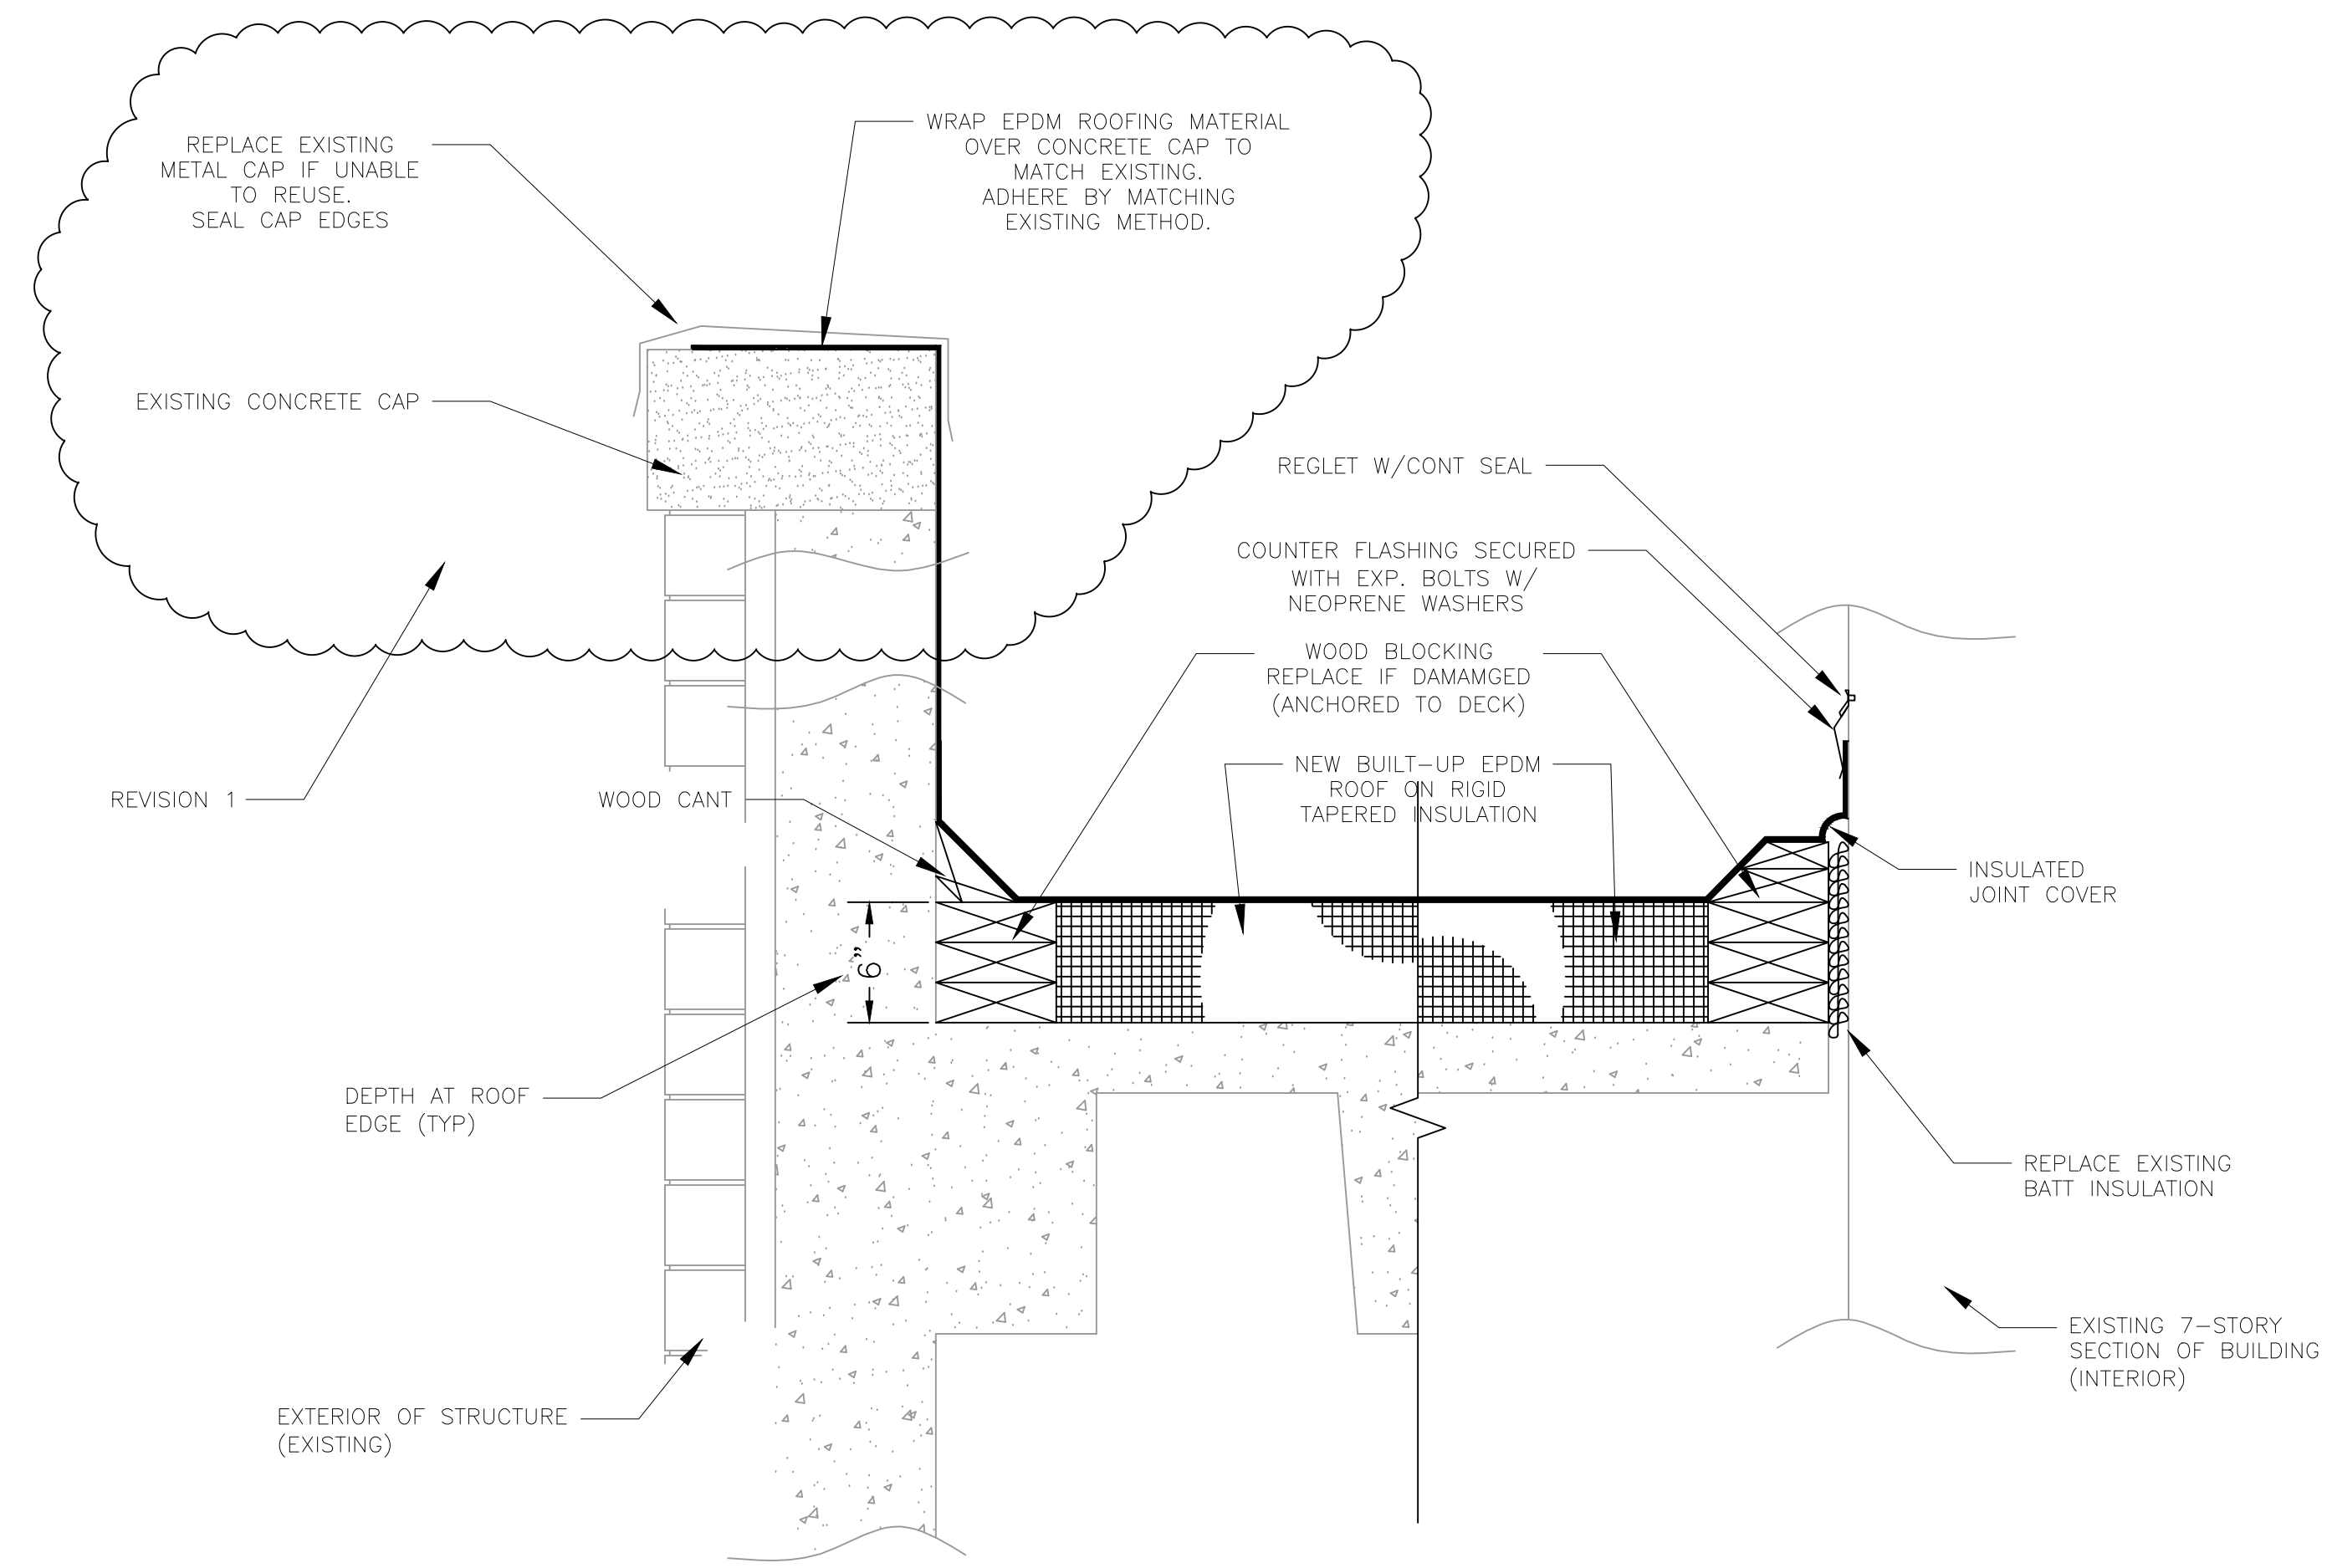 REPLACE EXISTING
METAL CAP IF UNABLE
TO REUSE.
SEAL CAP EDGES
WRAP EPDM ROOFING MATERIAL
OVER CONCRETE CAP TO
MATCH EXISTING.
ADHERE BY MATCHING
EXISTING METHOD.
EXISTING CONCRETE CAP
REGLET W/CONT SEAL
COUNTER FLASHING SECURED
WITH EXP. BOLTS W/
NEOPRENE WASHERS
WOOD BLOCKING
REPLACE IF DAMAMGED
(ANCHORED TO DECK)
NEW BUILT-UP EPDM
ROOF ON RIGID
TAPERED INSULATION
REVISION 1
WOOD CANT
INSULATED
JOINT COVER
6"
DEPTH AT ROOF
EDGE (TYP)
REPLACE EXISTING
BATT INSULATION
EXISTING 7-STORY
SECTION OF BUILDING
(INTERIOR)
EXTERIOR OF STRUCTURE
(EXISTING)